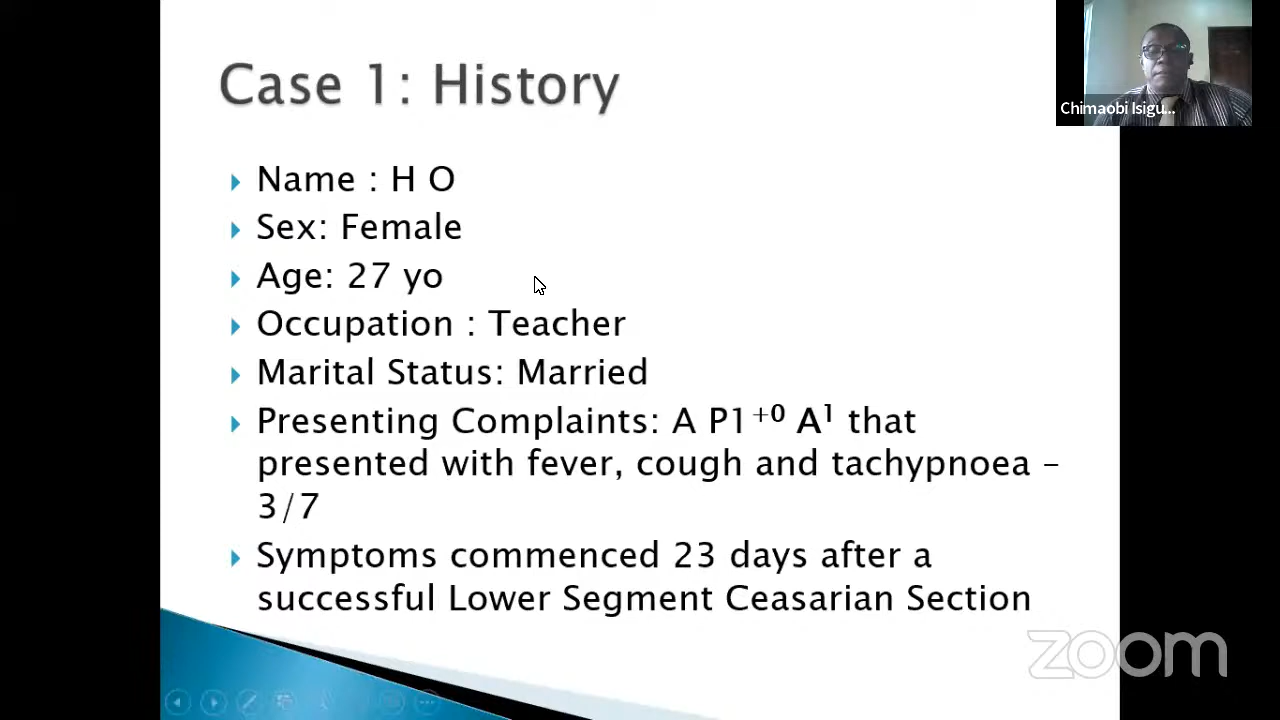 Case 1: History
Chimaobi Isigu...
Name : H O
Sex: Female
Age: 27 yo
Occupation : Teacher
Marital Status: Married
Presenting Complaints: A P1⁺⁰ A¹ that
presented with fever, cough and tachypnoea –
3/7
Symptoms commenced 23 days after a
successful Lower Segment Ceasarian Section
zoom